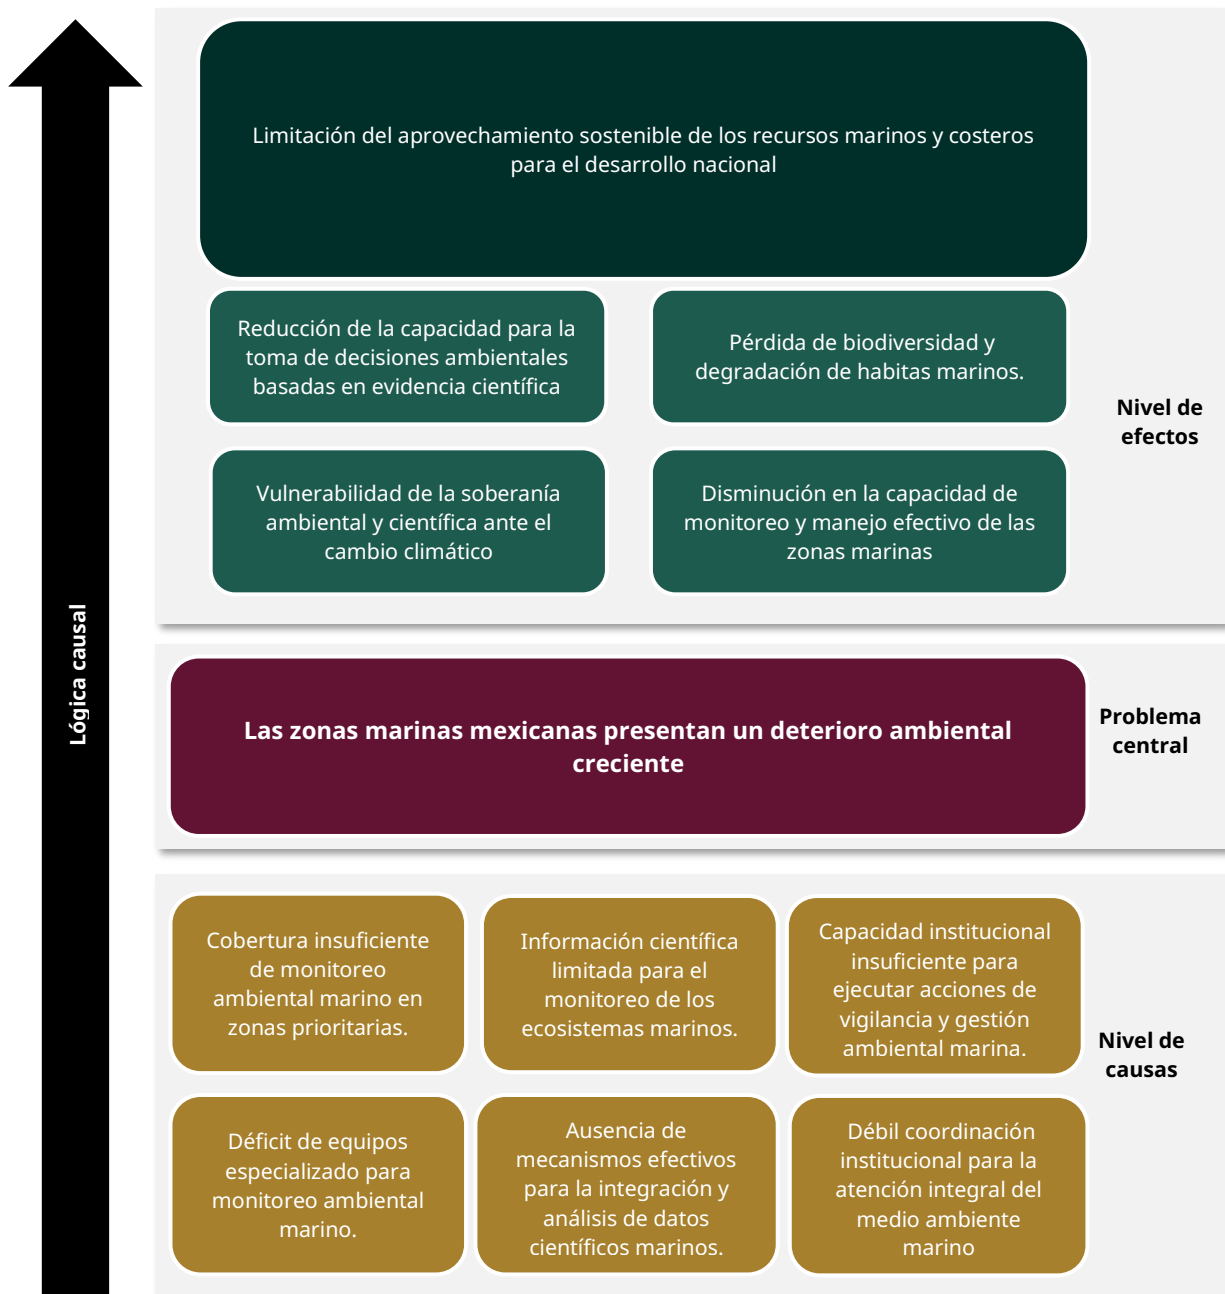 Limitación del aprovechamiento sostenible de los recursos marinos y costeros
para el desarrollo nacional
Reducción de la capacidad para la
toma de decisiones ambientales
basadas en evidencia científica
Pérdida de biodiversidad y
degradación de habitas marinos.
Nivel de
efectos
Vulnerabilidad de la soberanía
ambiental y científica ante el
cambio climático
Disminución en la capacidad de
monitoreo y manejo efectivo de las
zonas marinas
Lógica causal
Las zonas marinas mexicanas presentan un deterioro ambiental
creciente
Problema
central
Cobertura insuficiente
de monitoreo
ambiental marino en
zonas prioritarias.
Información científica
limitada para el
monitoreo de los
ecosistemas marinos.
Capacidad institucional
insuficiente para
ejecutar acciones de
vigilancia y gestión
ambiental marina.
Nivel de
causas
Déficit de equipos
especializado para
monitoreo ambiental
marino.
Ausencia de
mecanismos efectivos
para la integración y
análisis de datos
científicos marinos.
Débil coordinación
institucional para la
atención integral del
medio ambiente
marino